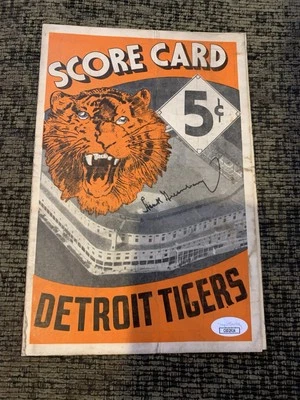 SCORE CARD
5¢
DETROIT TIGERS